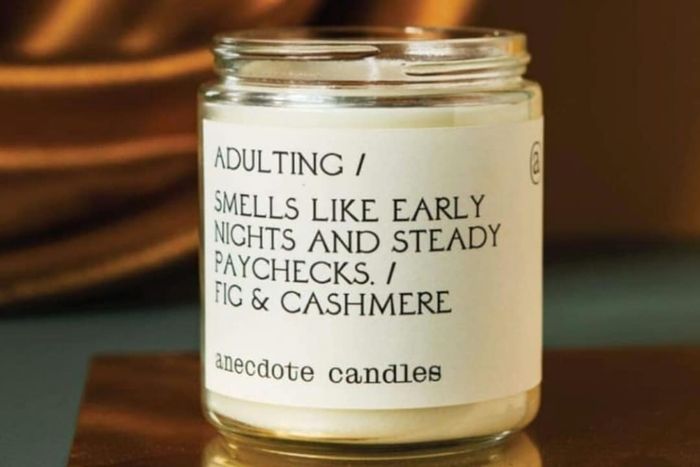 ADULTING /
SMELLS LIKE EARLY
NIGHTS AND STEADY
PAYCHECKS. /
FIG & CASHMERE
anecdote candles
@